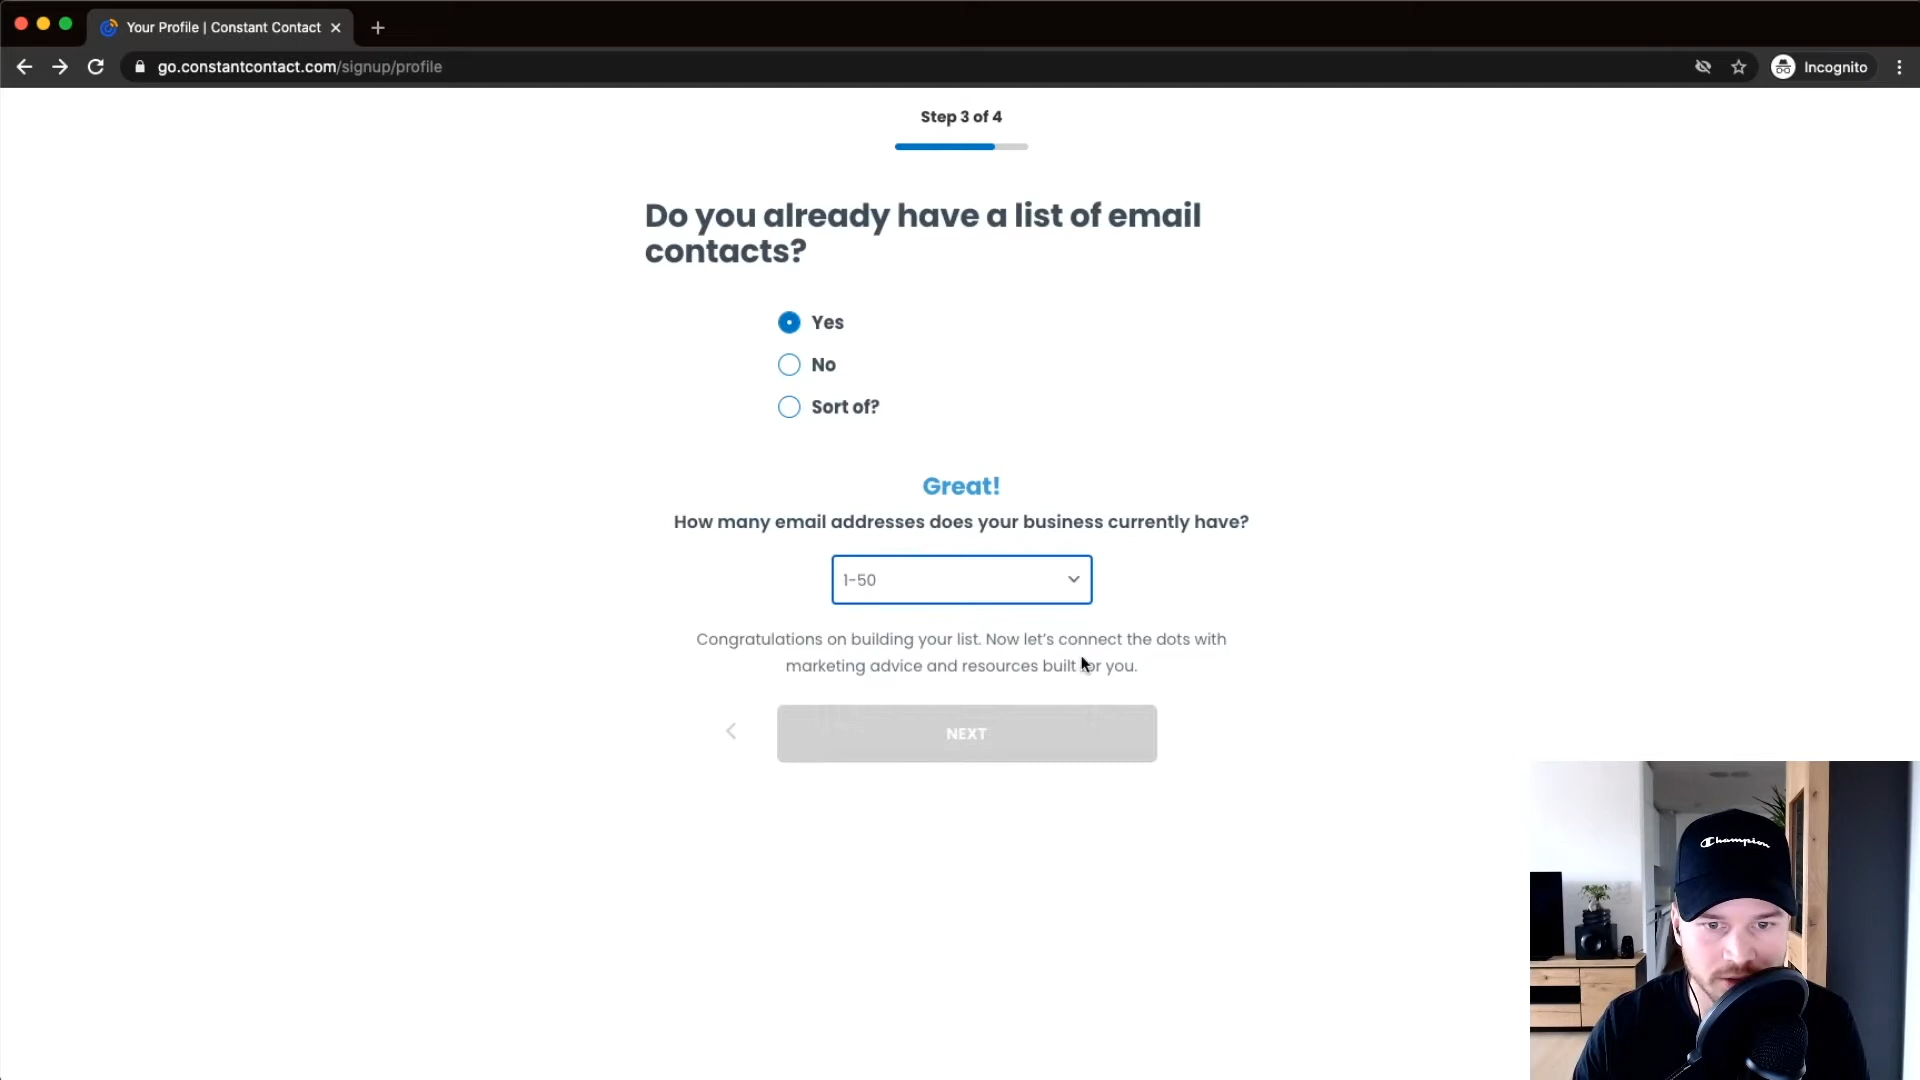 Your Profile | Constant Contact
go.constantcontact.com/signup/profile
Incognito
Step 3 of 4
Do you already have a list of email
contacts?
Yes
No
Sort of?
Great!
How many email addresses does your business currently have?
1-50
Congratulations on building your list. Now let's connect the dots with
marketing advice and resources built for you.
NEXT
Champion